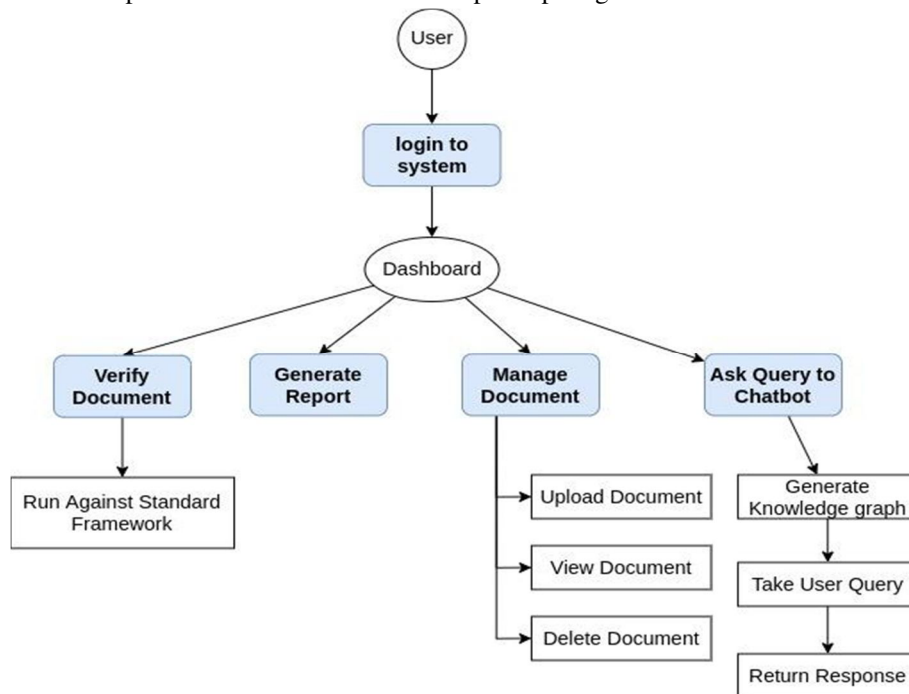 User
login to
system
Dashboard
Verify
Document
Generate
Report
Manage
Document
Ask Query to
Chatbot
Run Against Standard
Framework
Upload Document
View Document
Delete Document
Generate
Knowledge graph
Take User Query
Return Response